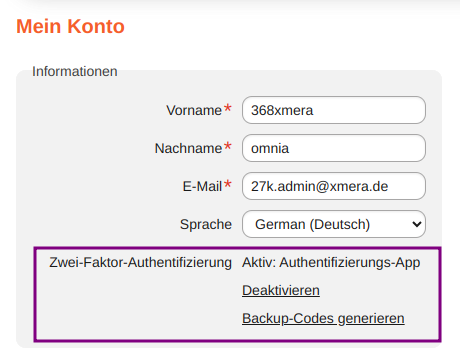 Mein Konto
Informationen
Vorname* 368xmera
Nachname* omnia
E-Mail* 27k.admin@xmera.de
Sprache German (Deutsch)
Zwei-Faktor-Authentifizierung Aktiv: Authentifizierungs-App
Deaktivieren
Backup-Codes generieren